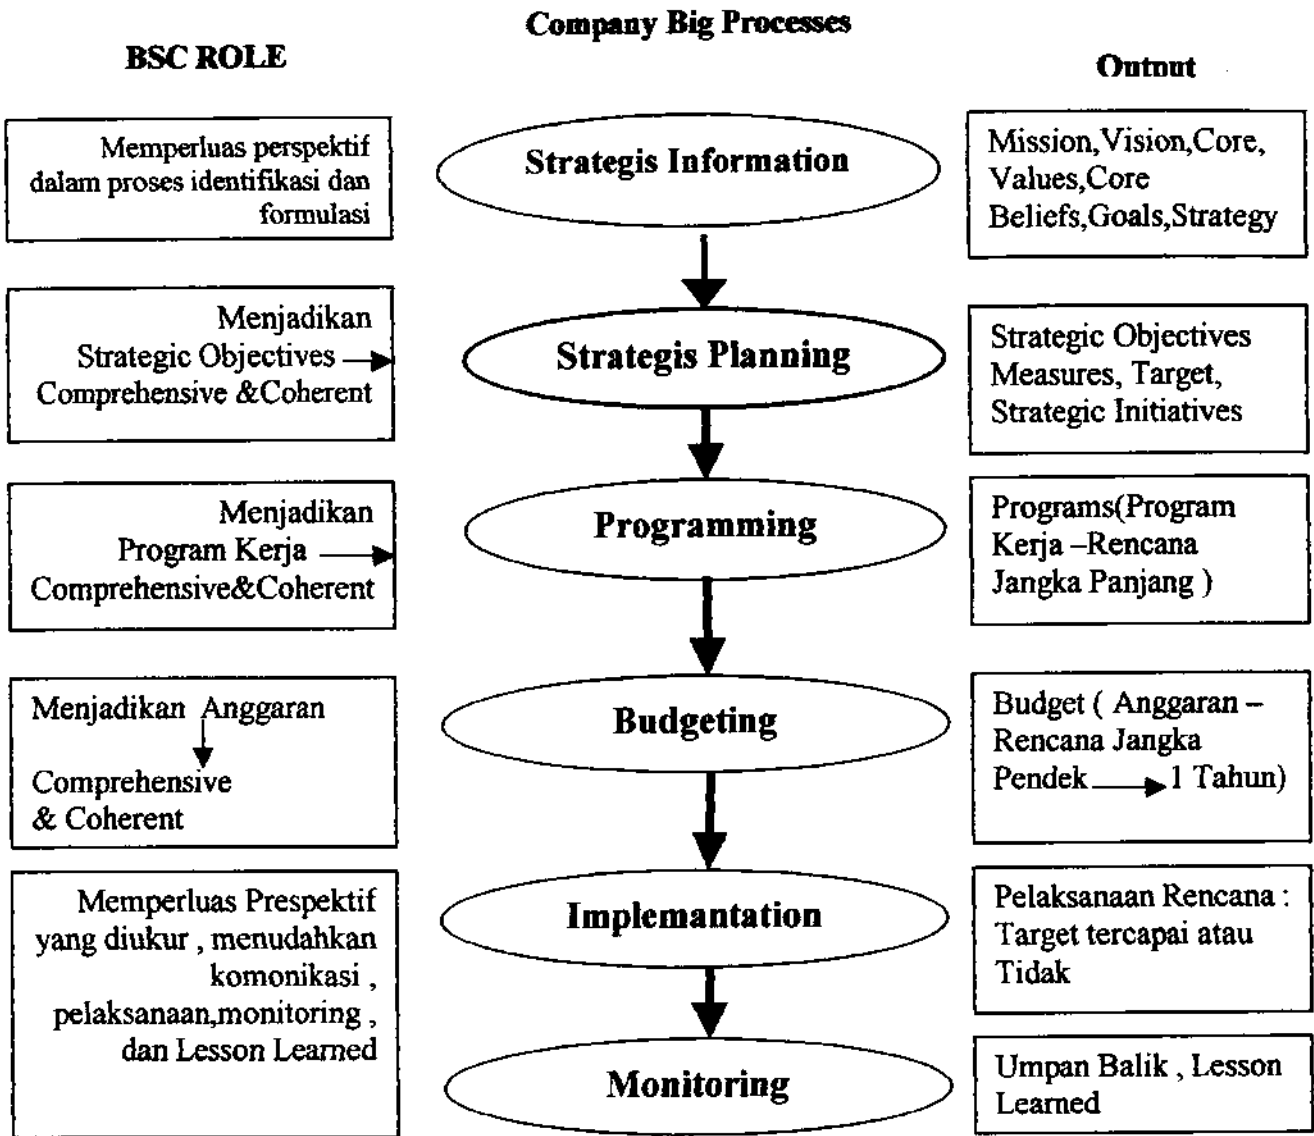 Company Big Processes
BSC ROLE
Outnut
Memperluas perspektif
dalam proses identifikasi dan
formulasi
Strategis Information
Mission,Vision,Core,
Values,Core
Beliefs,Goals,Strategy
Menjadikan
Strategic Objectives
Comprehensive &Coherent
Strategis Planning
Strategic Objectives
Measures, Target,
Strategic Initiatives
Menjadikan
Program Kerja
Comprehensive&Coherent
Programming
Programs(Program
Kerja –Rencana
Jangka Panjang )
Menjadikan Anggaran
Comprehensive
& Coherent
Budgeting
Budget ( Anggaran –
Rencana Jangka
Pendek 1 Tahun)
Memperluas Prespektif
yang diukur , menudahkan
komonikasi ,
pelaksanaan,monitoring ,
dan Lesson Learned
Implemantation
Pelaksanaan Rencana :
Target tercapai atau
Tidak
Monitoring
Umpan Balik , Lesson
Learned